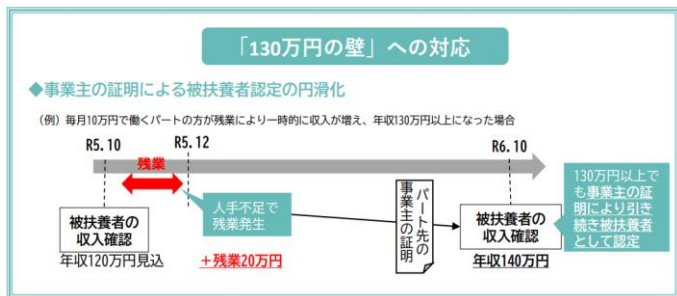 「130万円の壁」への対応
◆事業主の証明による被扶養者認定の円滑化
（例）毎月10万円で働くパートの方が残業により一時的に収入が増え、年収130万円以上になった場合
R5.10
R5.12
R6.10
残業
人手不足で
残業発生
被扶養者の
収入確認
年収120万円見込
＋残業20万円
パート先の
事業主の証明
被扶養者の
収入確認
年収140万円
130万円以上で
も事業主の証
明により引き
続き被扶養者
として認定